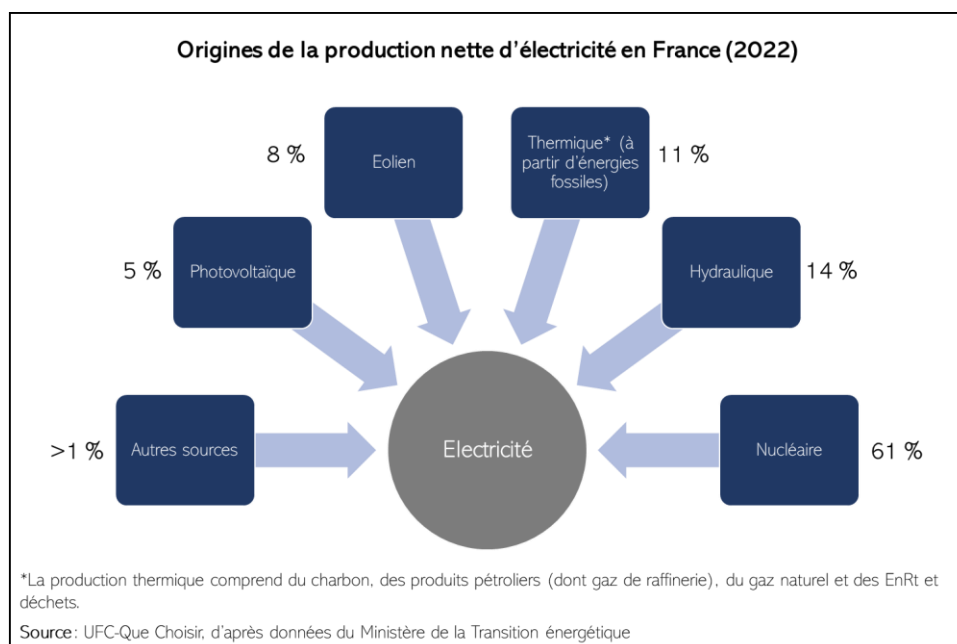 Origines de la production nette d'électricité en France (2022)
8 %
Eolien
Thermique* (à
partir d'énergies
fossiles)
11 %
5 %
Photovoltaïque
Hydraulique
14 %
>1 %
Autres sources
Electricité
Nucléaire
61 %
*La production thermique comprend du charbon, des produits pétroliers (dont gaz de raffinerie), du gaz naturel et des EnRt et
déchets.
Source : UFC-Que Choisir, d'après données du Ministère de la Transition énergétique